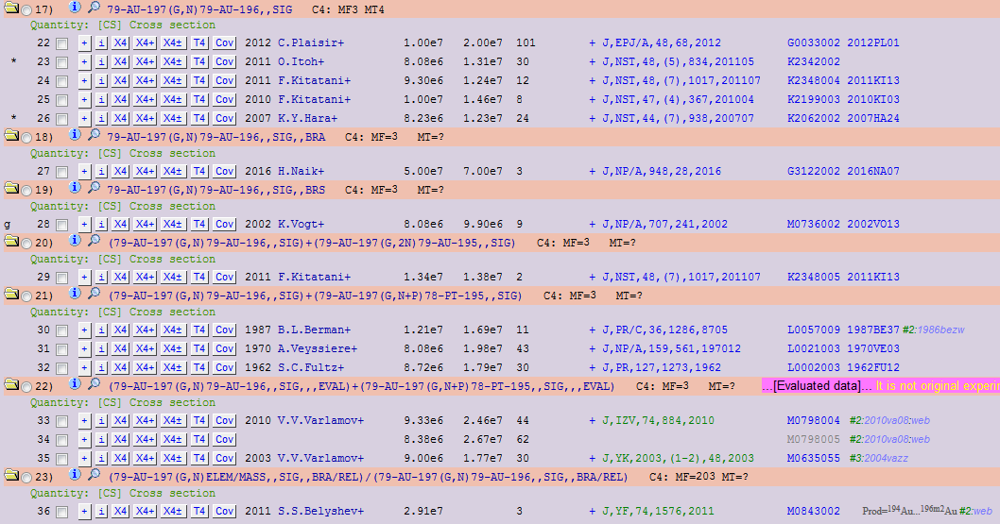 17) 79-AU-197(G,N)79-AU-196,,SIG C4: MF3 MT4
Quantity: [CS] Cross section
22 + i X4 X4+ X4± T4 Cov 2012 C.Plaisir+ 1.00e7 2.00e7 101 + J,EPJ/A,48,68,2012 G0033002 2012PL01
* 23 + i X4 X4+ X4± T4 Cov 2011 O.Itoh+ 8.08e6 1.31e7 30 + J,NST,48,(5),834,201105 K2342002
24 + i X4 X4+ X4± T4 Cov 2011 F.Kitatani+ 9.30e6 1.24e7 12 + J,NST,48,(7),1017,201107 K2348004 2011KI13
25 + i X4 X4+ X4± T4 Cov 2010 F.Kitatani+ 1.00e7 1.46e7 8 + J,NST,47,(4),367,201004 K2199003 2010KI03
* 26 + i X4 X4+ X4± T4 Cov 2007 K.Y.Hara+ 8.23e6 1.23e7 24 + J,NST,44,(7),938,200707 K2062002 2007HA24
18) 79-AU-197(G,N)79-AU-196,,SIG,,BRA C4: MF=3 MT=?
Quantity: [CS] Cross section
27 + i X4 X4+ X4± T4 Cov 2016 H.Naik+ 5.00e7 7.00e7 3 + J,NP/A,948,28,2016 G3122002 2016NA07
19) 79-AU-197(G,N)79-AU-196,,SIG,,BRS C4: MF=3 MT=?
Quantity: [CS] Cross section
g 28 + i X4 X4+ X4± T4 Cov 2002 K.Vogt+ 8.08e6 9.90e6 9 + J,NP/A,707,241,2002 M0736002 2002VO13
20) (79-AU-197(G,N)79-AU-196,,SIG)+(79-AU-197(G,2N)79-AU-195,,SIG) C4: MF=3 MT=?
Quantity: [CS] Cross section
29 + i X4 X4+ X4± T4 Cov 2011 F.Kitatani+ 1.34e7 1.38e7 2 + J,NST,48,(7),1017,201107 K2348005 2011KI13
21) (79-AU-197(G,N)79-AU-196,,SIG)+(79-AU-197(G,N+P)78-PT-195,,SIG) C4: MF=3 MT=?
Quantity: [CS] Cross section
30 + i X4 X4+ X4± T4 Cov 1987 B.L.Berman+ 1.21e7 1.69e7 11 + J,PR/C,36,1286,8705 L0057009 1987BE37 #2:1986bezw
31 + i X4 X4+ X4± T4 Cov 1970 A.Veyssiere+ 8.08e6 1.98e7 43 + J,NP/A,159,561,197012 L0021003 1970VE03
32 + i X4 X4+ X4± T4 Cov 1962 S.C.Fultz+ 8.72e6 1.79e7 30 + J,PR,127,1273,1962 L0002003 1962FU12
22) (79-AU-197(G,N)79-AU-196,,SIG,,,EVAL)+(79-AU-197(G,N+P)78-PT-195,,SIG,,,EVAL) C4: MF=3 MT=? ...[Evaluated data]... It is not original experin
Quantity: [CS] Cross section
33 + i X4 X4+ X4± T4 Cov 2010 V.V.Varlamov+ 9.33e6 2.46e7 44 + J,IZV,74,884,2010 M0798004 #2:2010va08:web
34 + i X4 X4+ X4± T4 Cov 8.38e6 2.67e7 62 M0798005 #2:2010va08:web
35 + i X4 X4+ X4± T4 Cov 2003 V.V.Varlamov+ 9.00e6 1.77e7 30 + J,YK,2003,(1-2),48,2003 M0635055 #3:2004vazz
23) (79-AU-197(G,N)ELEM/MASS,,SIG,,BRA/REL)/(79-AU-197(G,N)79-AU-196,,SIG,,BRA/REL) C4: MF=203 MT=?
Quantity: [CS] Cross section
36 + i X4 X4+ X4± T4 Cov 2011 S.S.Belyshev+ 2.91e7 3 + J,YF,74,1576,2011 M0843002 Prod=194Au...196m2Au #2:web